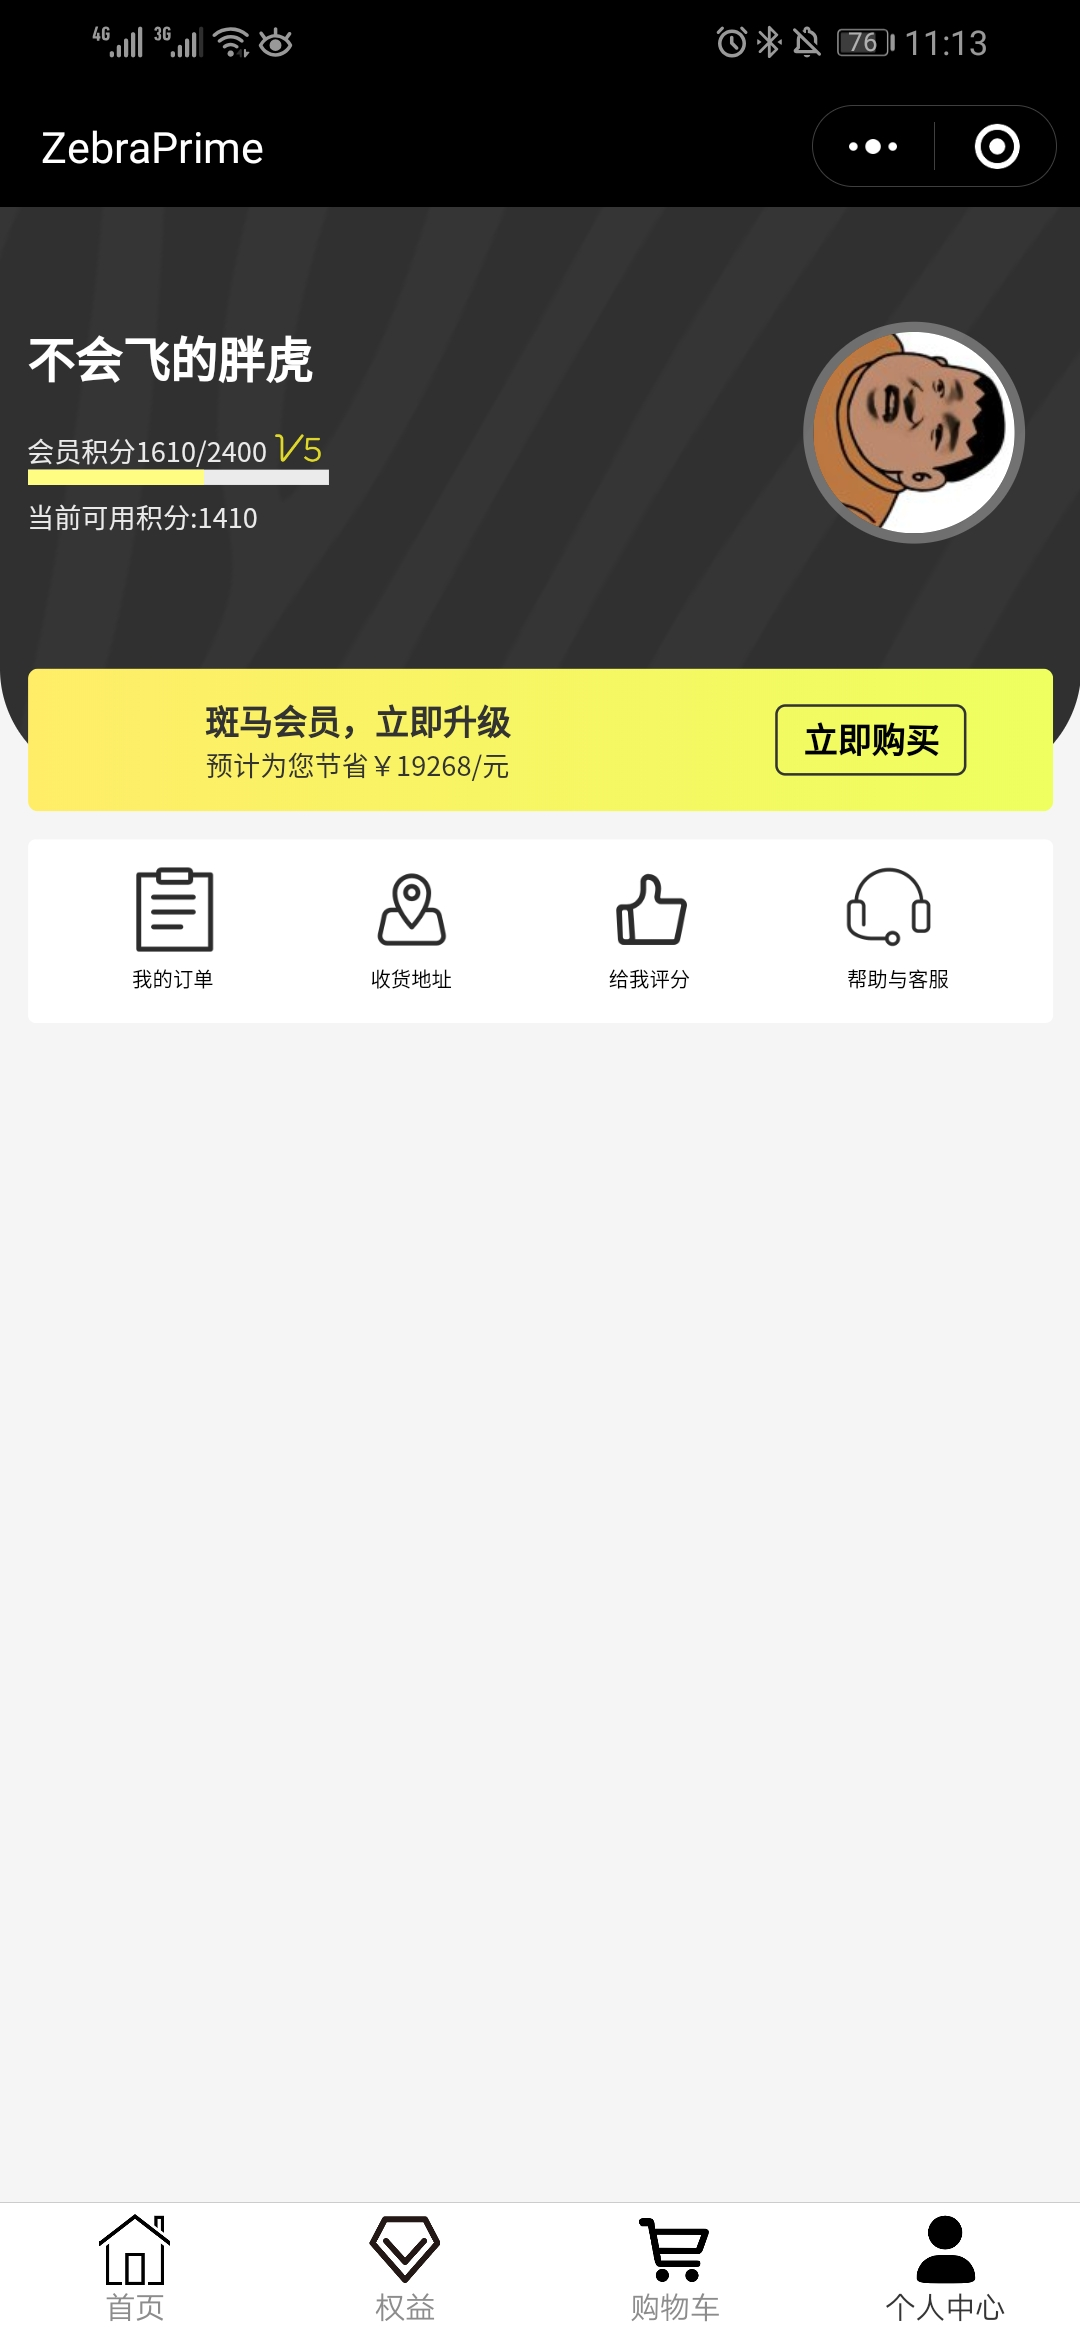 4G 3G 76 11:13
ZebraPrime
不会飞的胖虎
会员积分1610/2400 V5
当前可用积分:1410
斑马会员，立即升级
预计为您节省￥19268/元
立即购买
我的订单 收货地址 给我评分 帮助与客服
首页 权益 购物车 个人中心